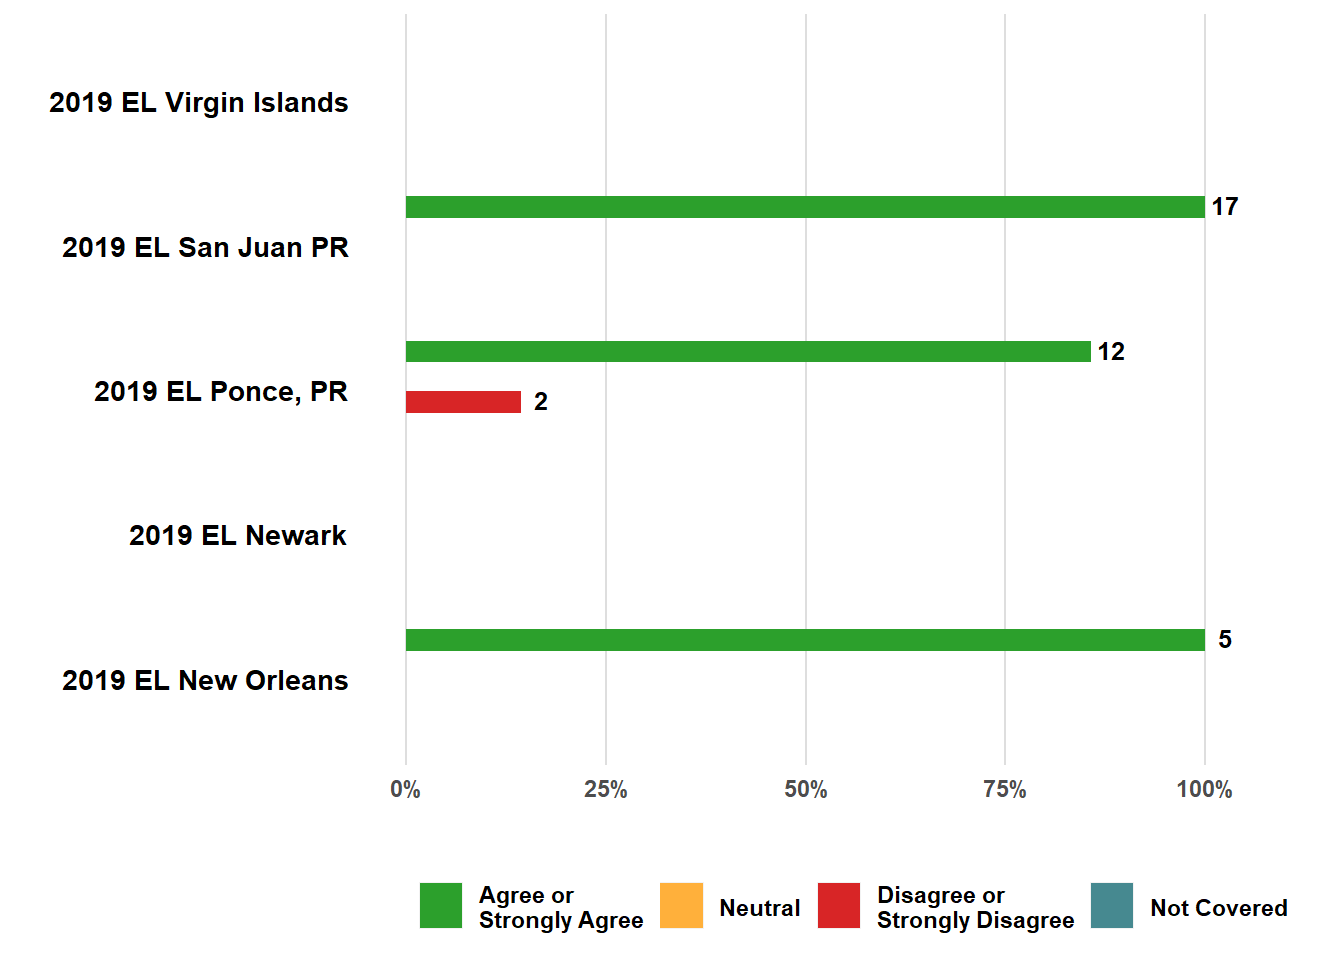 2019 EL Virgin Islands
17
2019 EL San Juan PR
12
2019 EL Ponce, PR
2
2019 EL Newark
5
2019 EL New Orleans
0% 25% 50% 75% 100%
Agree or
Strongly Agree
Neutral
Disagree or
Strongly Disagree
Not Covered